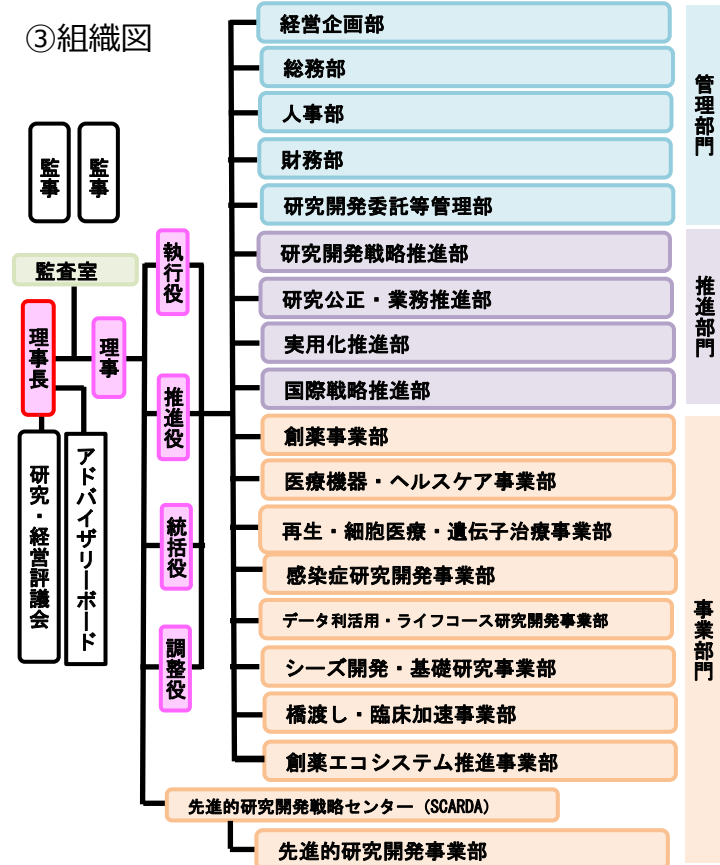 ③組織図
監事
監事
監査室
理事長
理事
研究・経営評議会
アドバイザリーボード
執行役
推進役
統括役
調整役
経営企画部
総務部
人事部
財務部
研究開発委託等管理部
管理部門
研究開発戦略推進部
研究公正・業務推進部
実用化推進部
国際戦略推進部
推進部門
創薬事業部
医療機器・ヘルスケア事業部
再生・細胞医療・遺伝子治療事業部
感染症研究開発事業部
データ利活用・ライフコース研究開発事業部
シーズ開発・基礎研究事業部
橋渡し・臨床加速事業部
創薬エコシステム推進事業部
先進的研究開発戦略センター（SCARDA）
先進的研究開発事業部
事業部門